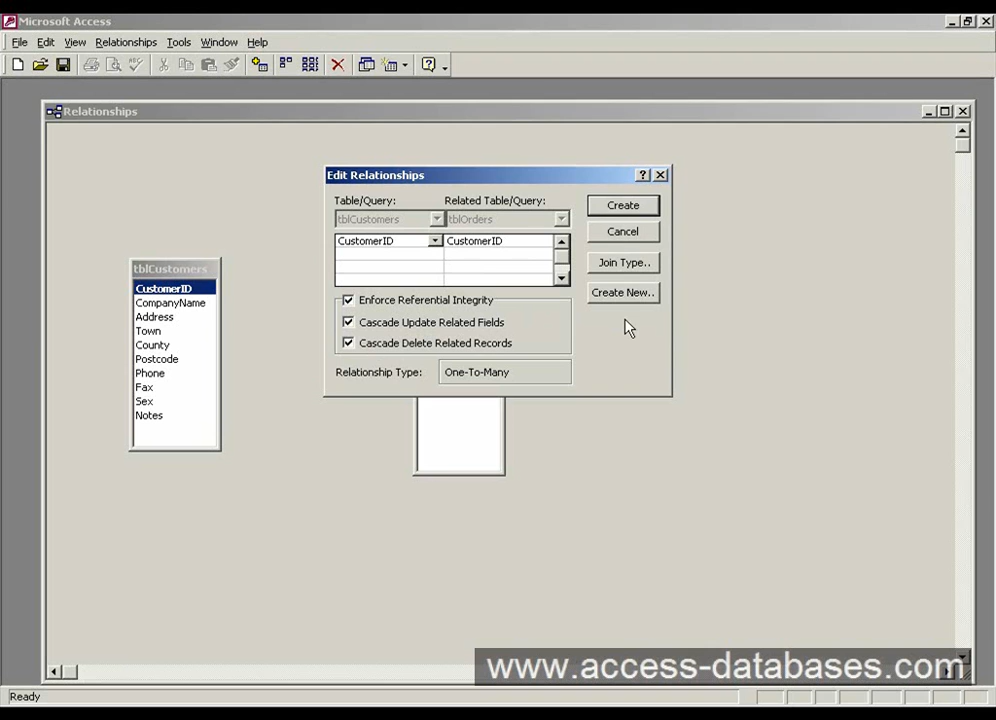 Microsoft Access
File Edit View Relationships Tools Window Help
Relationships
Edit Relationships
Table/Query: Related Table/Query:
tblCustomers tblOrders
CustomerID CustomerID
Create
Cancel
Join Type..
Create New..
Enforce Referential Integrity
Cascade Update Related Fields
Cascade Delete Related Records
Relationship Type: One-To-Many
tblCustomers
CustomerID
CompanyName
Address
Town
County
Postcode
Phone
Fax
Sex
Notes
www.access-databases.com
Ready